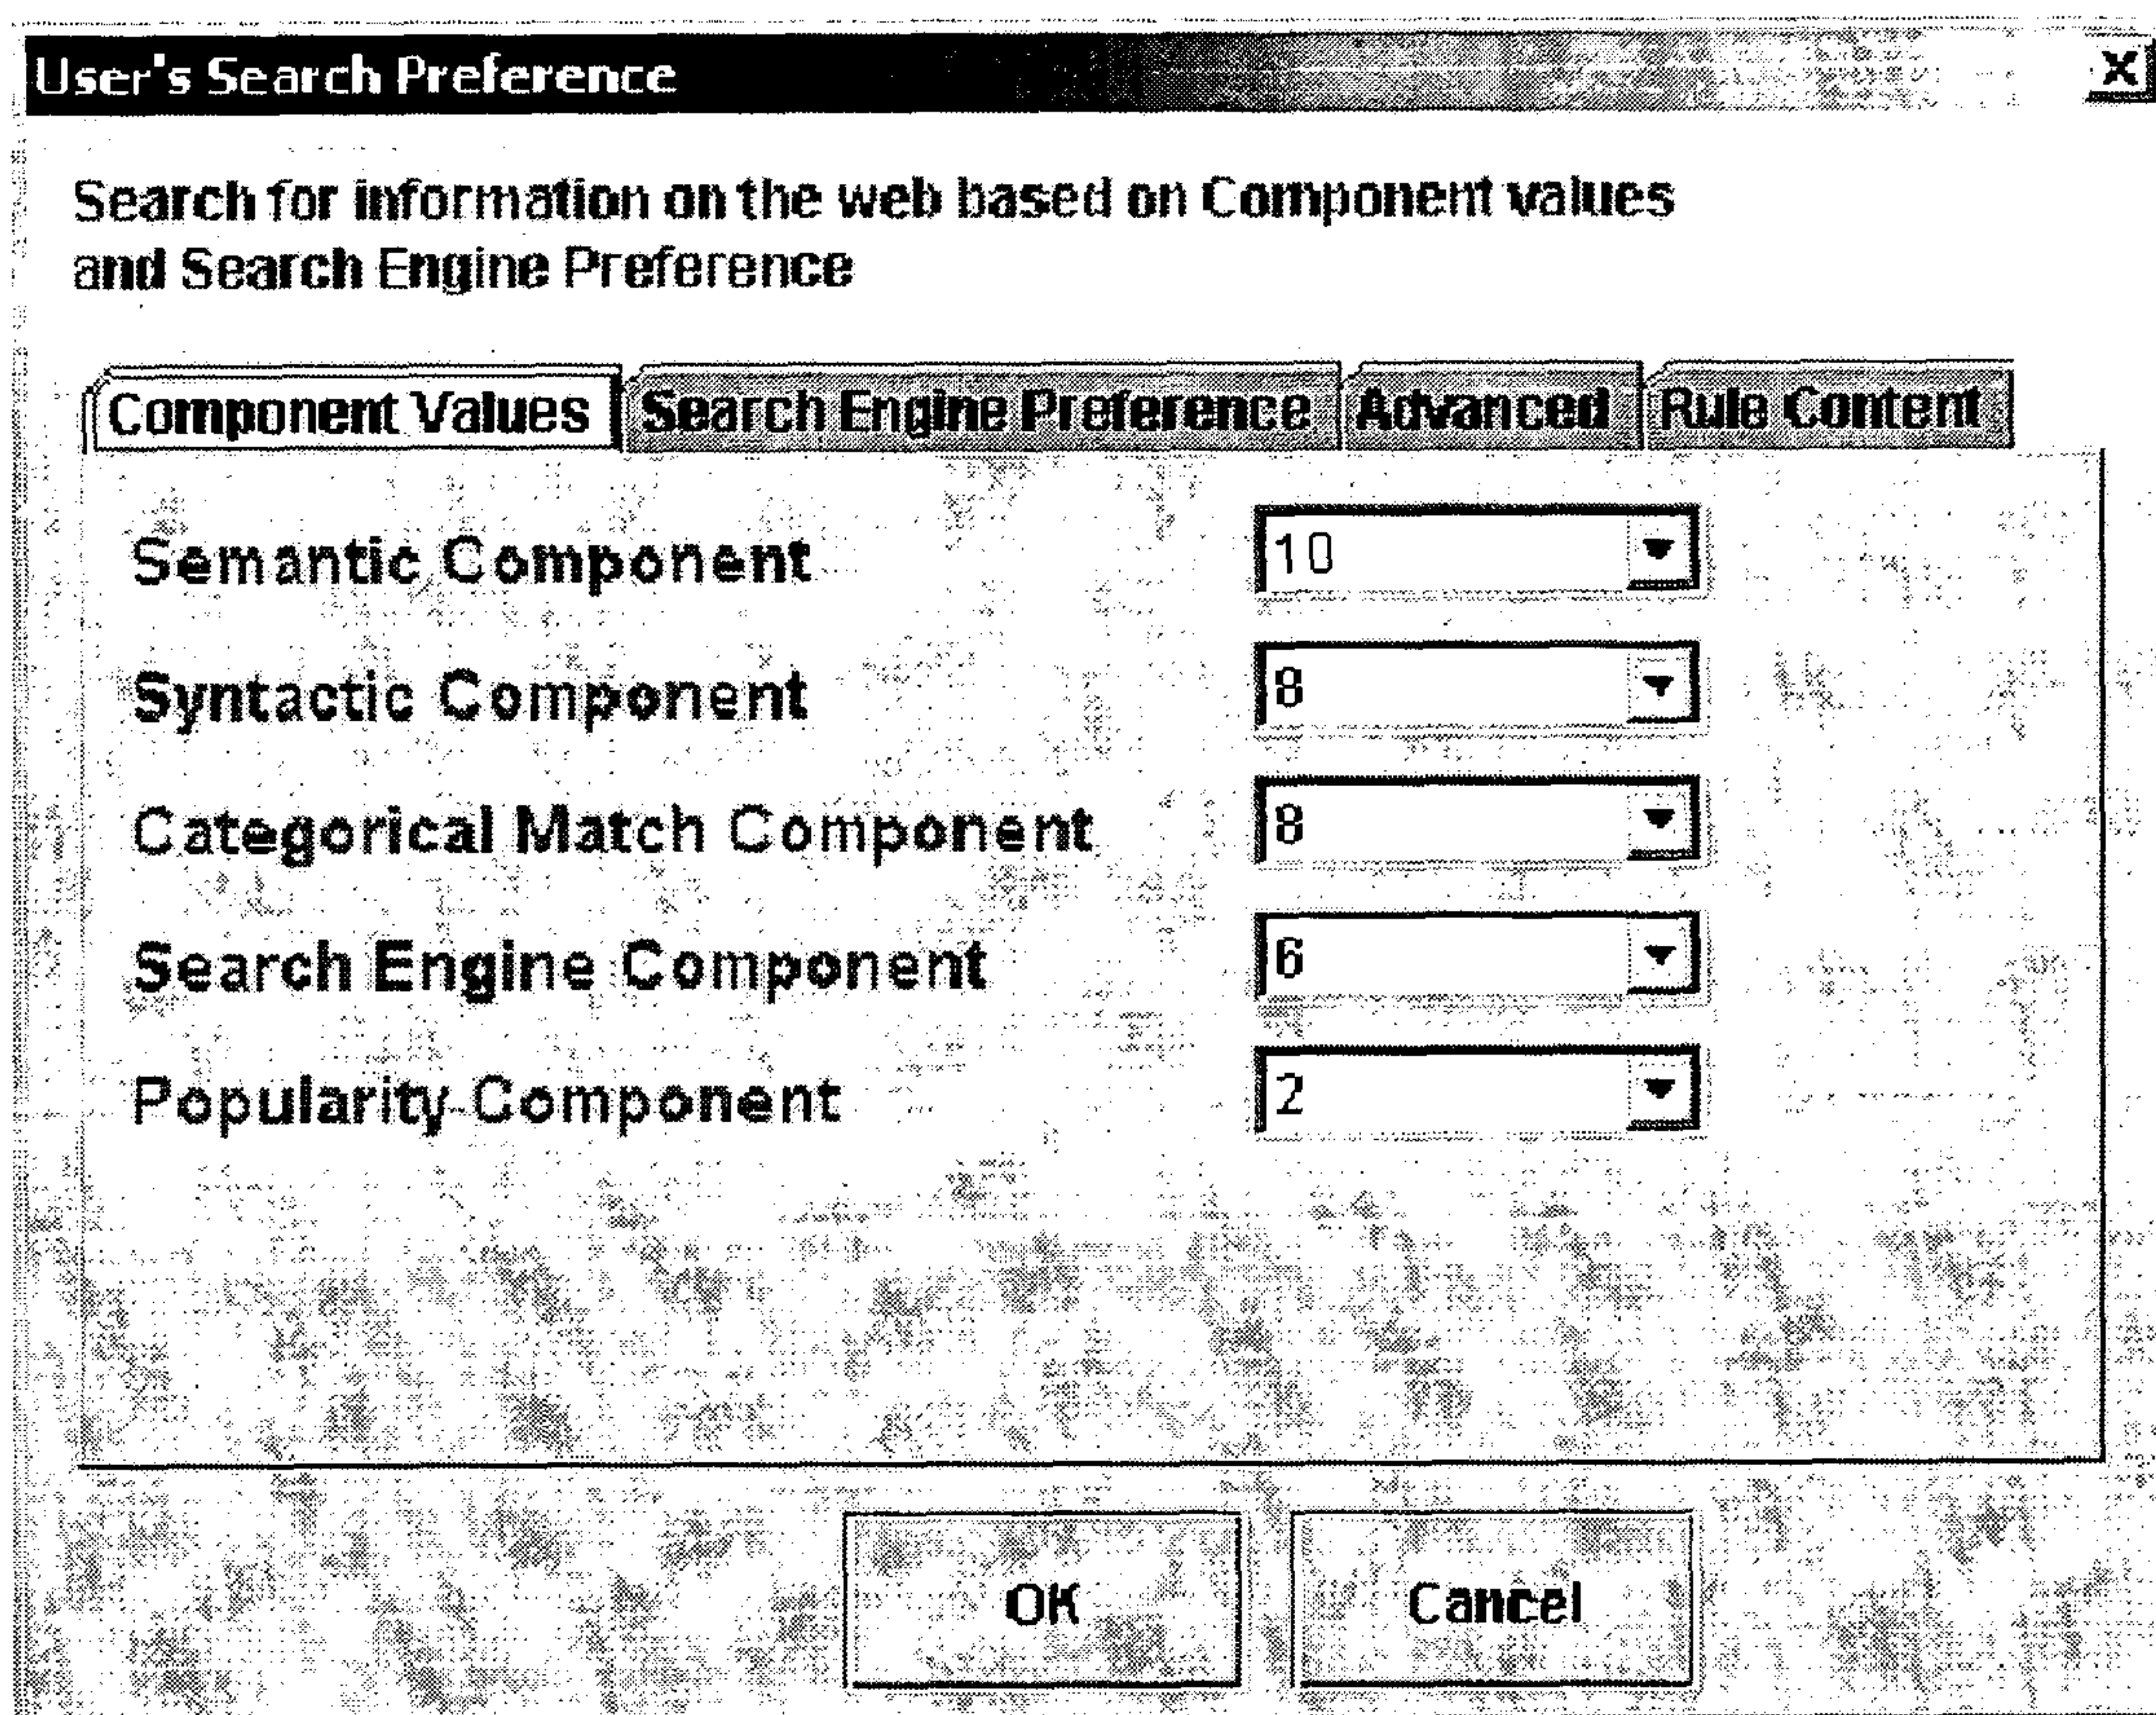 User's Search Preference
X
Search for information on the web based on Component values
and Search Engine Preference
Component Values Search Engine Preference Advanced Rule Content
Semantic Component 10
Syntactic Component 8
Categorical Match Component 8
Search Engine Component 6
Popularity Component 2
OK Cancel